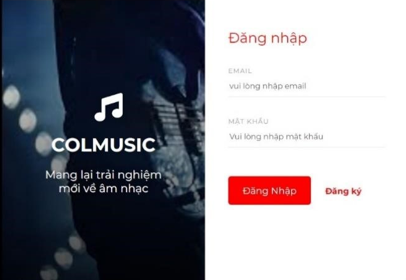 COLMUSIC
Mang lại trải nghiệm
mới về âm nhạc
Đăng nhập
EMAIL
vui lòng nhập email
MẬT KHẨU
Vui lòng nhập mật khẩu
Đăng Nhập
Đăng ký